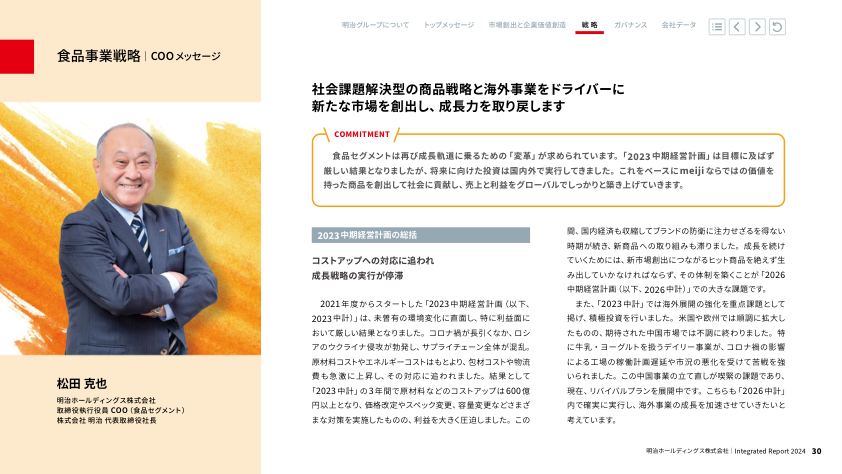 明治グループについて トップメッセージ 市場創出と企業価値創造 戦略 ガバナンス 会社データ
食品事業戦略 | COOメッセージ
松田 克也
明治ホールディングス株式会社
取締役執行役員 COO（食品セグメント）
株式会社 明治 代表取締役社長
社会課題解決型の商品戦略と海外事業をドライバーに
新たな市場を創出し、成長力を取り戻します
COMMITMENT
食品セグメントは再び成長軌道に乗るための「変革」が求められています。「2023中期経営計画」は目標に及ばず
厳しい結果となりましたが、将来に向けた投資は国内外で実行してきました。これをベースにmeijiならではの価値を
持った商品を創出して社会に貢献し、売上と利益をグローバルでしっかりと築き上げていきます。
2023中期経営計画の総括
コストアップへの対応に追われ
成長戦略の実行が停滞
2021年度からスタートした「2023中期経営計画（以下、
2023中計）」は、未曽有の環境変化に直面し、特に利益面に
おいて厳しい結果となりました。コロナ禍が長引くなか、ロシ
アのウクライナ侵攻が勃発し、サプライチェーン全体が混乱。
原材料コストやエネルギーコストはもとより、包材コストや物流
費も急激に上昇し、その対応に追われました。結果として
「2023中計」の3年間で原材料などのコストアップは600億
円以上となり、価格改定やスペック変更、容量変更などさまざ
まな対策を実施したものの、利益を大きく圧迫しました。この
間、国内経済も収縮してブランドの防衛に注力せざるを得ない
時期が続き、新商品への取り組みも滞りました。成長を続け
ていくためには、新市場創出につながるヒット商品を絶えず生
み出していかなければならず、その体制を築くことが「2026
中期経営計画（以下、2026中計）」での大きな課題です。
また、「2023中計」では海外展開の強化を重点課題として
掲げ、積極投資を行いました。米国や欧州では順調に拡大し
たものの、期待された中国市場では不調に終わりました。特
に牛乳・ヨーグルトを扱うデイリー事業が、コロナ禍の影響
による工場の稼働計画遅延や市況の悪化を受けて苦戦を強
いられました。この中国事業の立て直しが喫緊の課題であり、
現在、リバイバルプランを展開中です。こちらも「2026中計」
内で確実に実行し、海外事業の成長を加速させていきたいと
考えています。
明治ホールディングス株式会社 | Integrated Report 2024 30